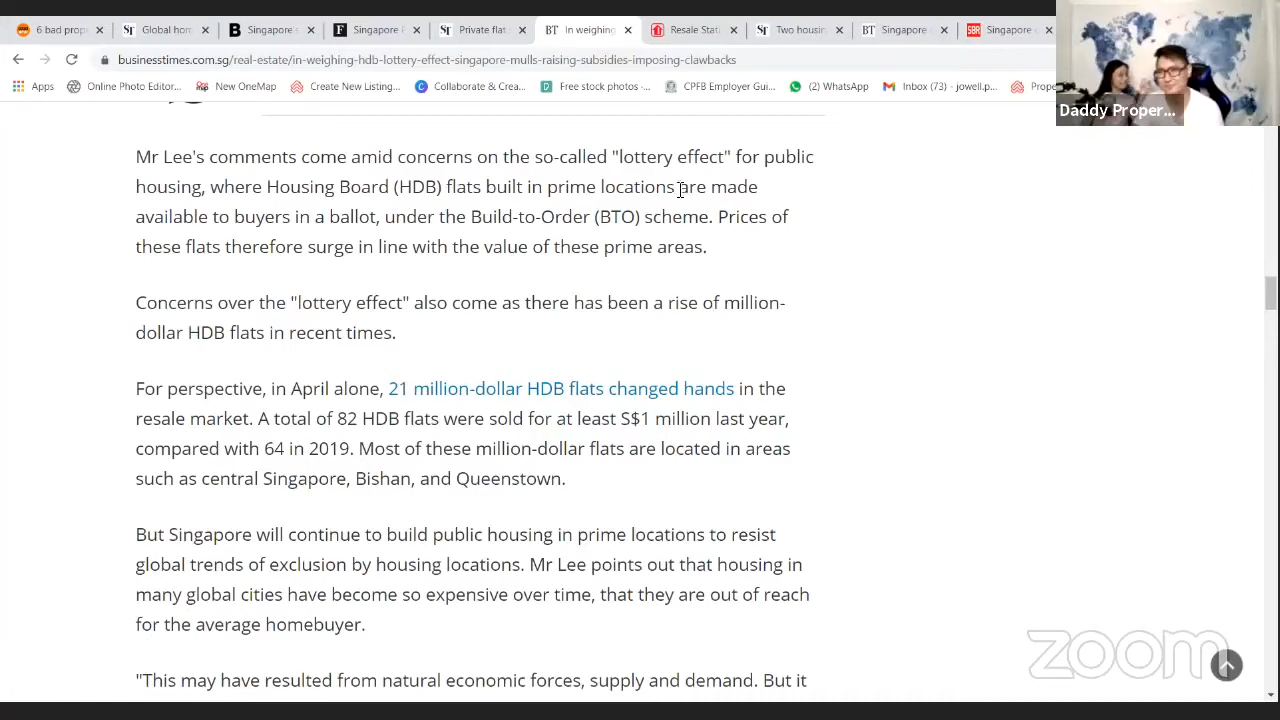 6 bad prop
Global hou
Singapore s
Singapore P
Private flat
BT In weighing
Resale Stat
Two housin
BT Singapore
SBR Singapore
businesstimes.com.sg/real-estate/in-weighing-hdb-lottery-effect-singapore-mulls-raising-subsidies-imposing-clawbacks
Apps
Online Photo Editor...
New OneMap
Create New Listing...
Collaborate & Crea...
Free stock photos ·...
CPFB Employer Gui...
(2) WhatsApp
Inbox (73) - jowell.p...
Prope
Daddy Proper...
Mr Lee's comments come amid concerns on the so-called "lottery effect" for public
housing, where Housing Board (HDB) flats built in prime locations are made
available to buyers in a ballot, under the Build-to-Order (BTO) scheme. Prices of
these flats therefore surge in line with the value of these prime areas.
Concerns over the "lottery effect" also come as there has been a rise of million-
dollar HDB flats in recent times.
For perspective, in April alone, 21 million-dollar HDB flats changed hands in the
resale market. A total of 82 HDB flats were sold for at least S$1 million last year,
compared with 64 in 2019. Most of these million-dollar flats are located in areas
such as central Singapore, Bishan, and Queenstown.
But Singapore will continue to build public housing in prime locations to resist
global trends of exclusion by housing locations. Mr Lee points out that housing in
many global cities have become so expensive over time, that they are out of reach
for the average homebuyer.
"This may have resulted from natural economic forces, supply and demand. But it
zoom